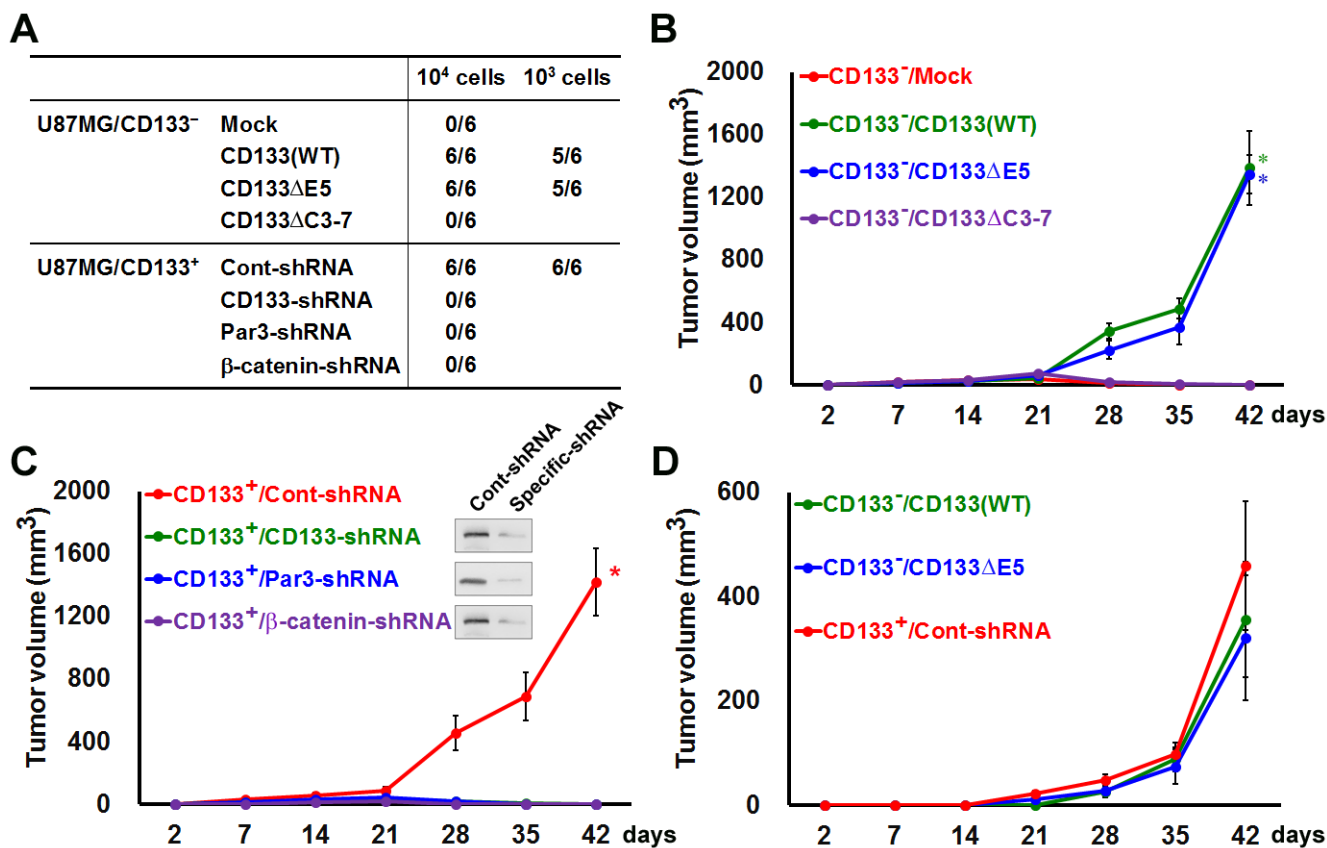 A
10⁴ cells 10³ cells
U87MG/CD133⁻ Mock 0/6
CD133(WT) 6/6 5/6
CD133ΔE5 6/6 5/6
CD133ΔC3-7 0/6
U87MG/CD133⁺ Cont-shRNA 6/6 6/6
CD133-shRNA 0/6
Par3-shRNA 0/6
β-catenin-shRNA 0/6
B
Tumor volume (mm³)
2000
1600
1200
800
400
0
CD133⁻/Mock
CD133⁻/CD133(WT)
CD133⁻/CD133ΔE5
CD133⁻/CD133ΔC3-7
*
*
2 7 14 21 28 35 42 days
C
Tumor volume (mm³)
2000
1600
1200
800
400
0
CD133⁺/Cont-shRNA
CD133⁺/CD133-shRNA
CD133⁺/Par3-shRNA
CD133⁺/β-catenin-shRNA
Cont-shRNA
Specific-shRNA
*
2 7 14 21 28 35 42 days
D
Tumor volume (mm³)
600
400
200
0
CD133⁻/CD133(WT)
CD133⁻/CD133ΔE5
CD133⁺/Cont-shRNA
2 7 14 21 28 35 42 days